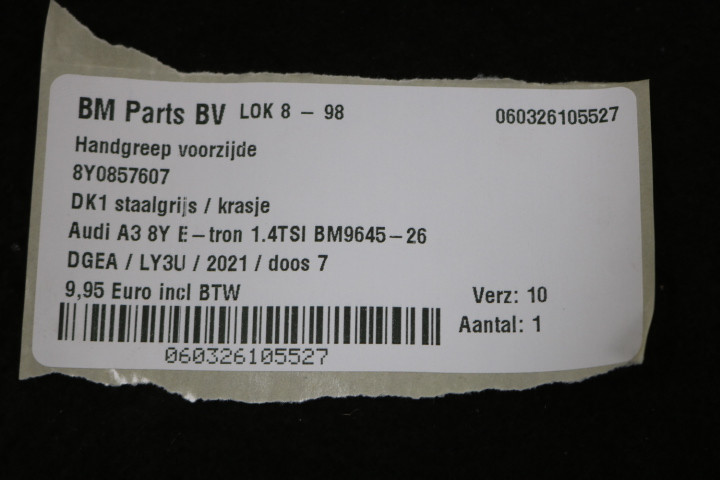 BM Parts BV LOK 8 - 98 060326105527
Handgreep voorzijde
8Y0857607
DK1 staalgrijs / krasje
Audi A3 8Y E-tron 1.4TSI BM9645-26
DGEA / LY3U / 2021 / doos 7
9,95 Euro incl BTW Verz: 10
Aantal: 1
060326105527